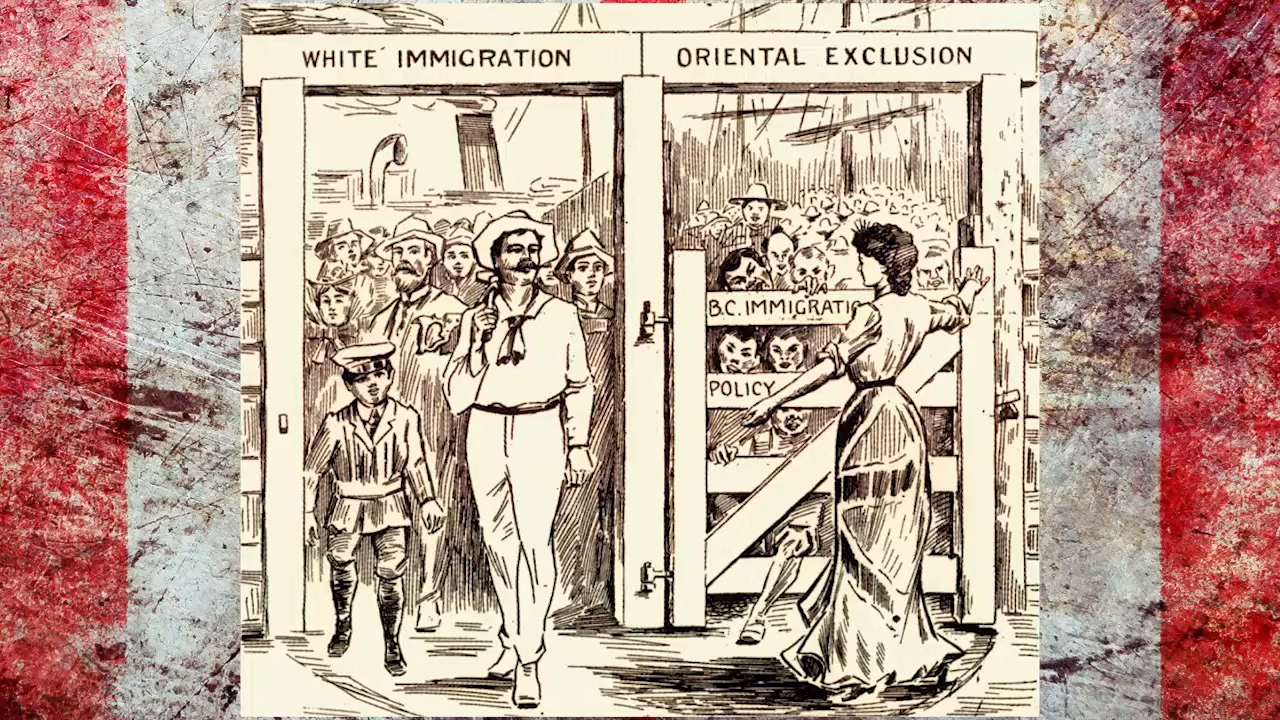 WHITE IMMIGRATION
ORIENTAL EXCLUSION
B.C. IMMIGRATIO
POLICY